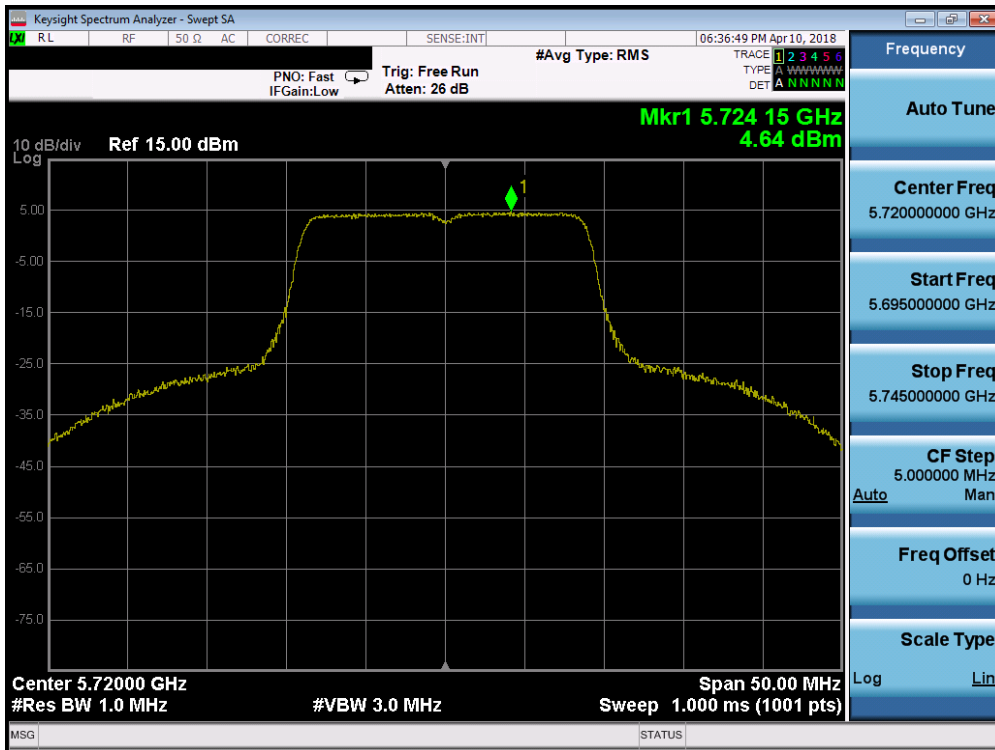 Keysight Spectrum Analyzer - Swept SA
LXI RL RF 50 Ω AC CORREC SENSE:INT 06:36:49 PM Apr 10, 2018
#Avg Type: RMS TRACE 1 2 3 4 5 6
PNO: Fast Trig: Free Run TYPE A WWWWW
IFGain:Low Atten: 26 dB DET A N N N N N
Mkr1 5.724 15 GHz
4.64 dBm
10 dB/div Ref 15.00 dBm
Log
1
5.00
-5.00
-15.0
-25.0
-35.0
-45.0
-55.0
-65.0
-75.0
Center 5.72000 GHz Span 50.00 MHz
#Res BW 1.0 MHz #VBW 3.0 MHz Sweep 1.000 ms (1001 pts)
MSG STATUS
Frequency
Auto Tune
Center Freq
5.720000000 GHz
Start Freq
5.695000000 GHz
Stop Freq
5.745000000 GHz
CF Step
5.000000 MHz
Auto Man
Freq Offset
0 Hz
Scale Type
Log Lin